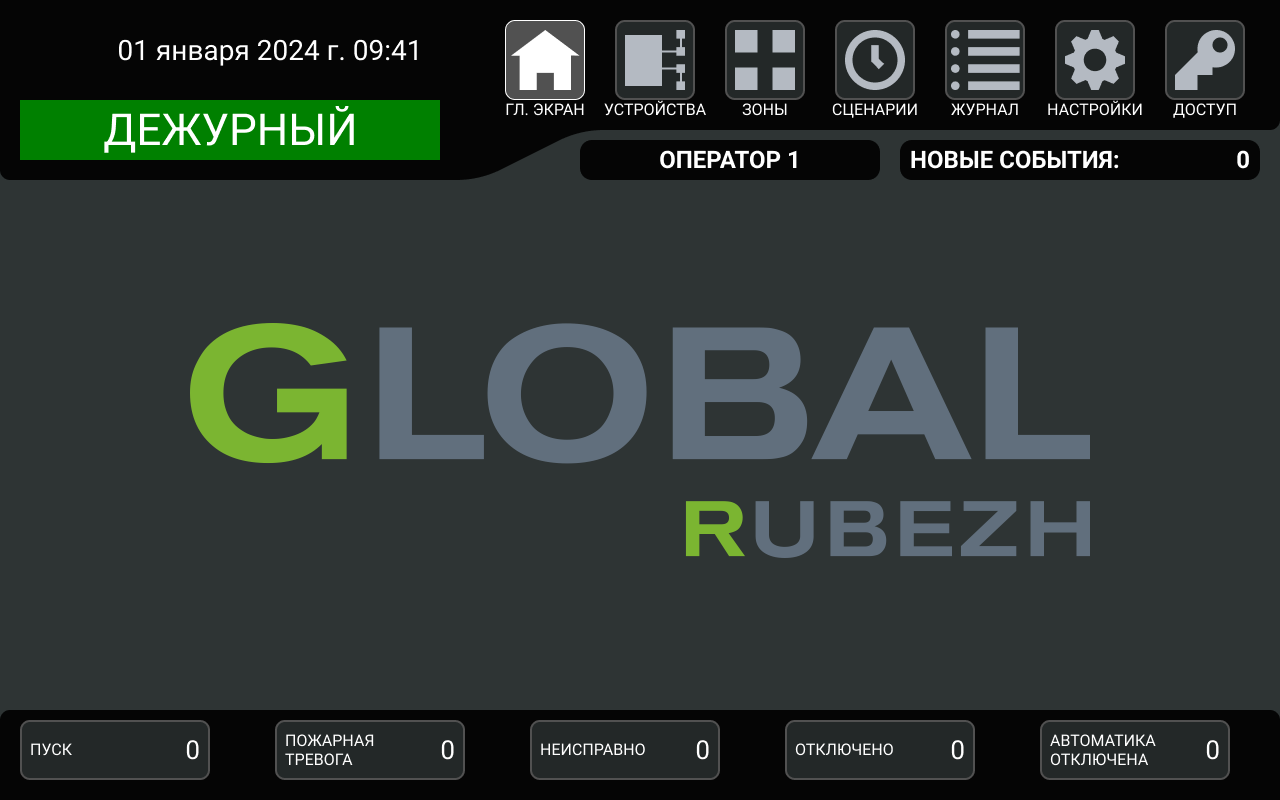 01 января 2024 г. 09:41
ДЕЖУРНЫЙ
ГЛ. ЭКРАН
УСТРОЙСТВА
ЗОНЫ
СЦЕНАРИИ
ЖУРНАЛ
НАСТРОЙКИ
ДОСТУП
ОПЕРАТОР 1
НОВЫЕ СОБЫТИЯ: 0
GLOBAL
RUBEZH
ПУСК 0
ПОЖАРНАЯ
ТРЕВОГА 0
НЕИСПРАВНО 0
ОТКЛЮЧЕНО 0
АВТОМАТИКА
ОТКЛЮЧЕНА 0